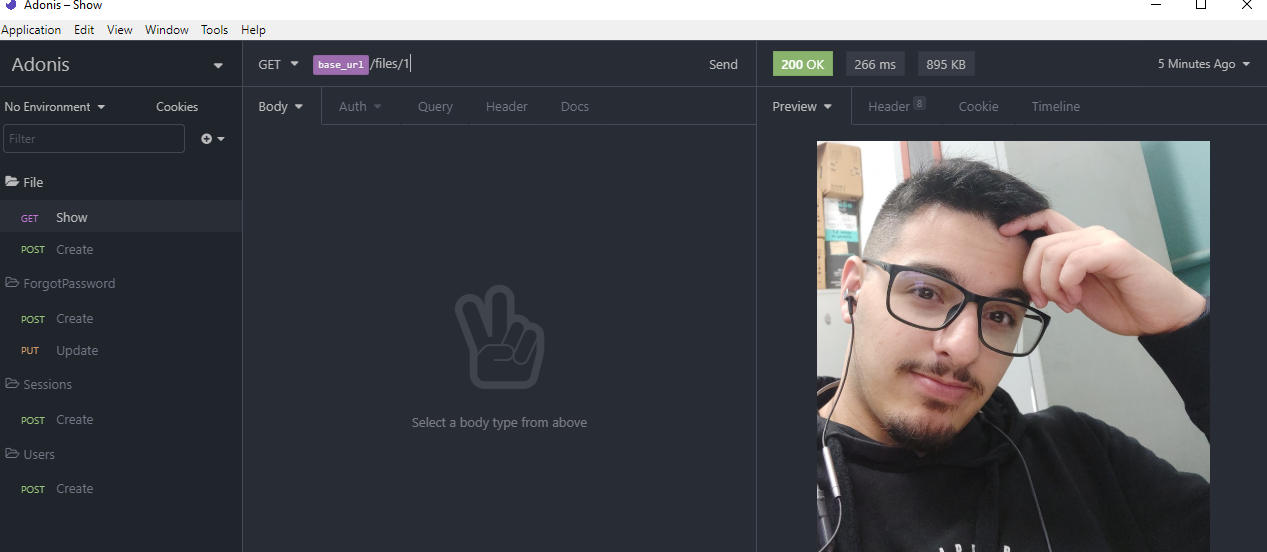 Adonis – Show
Application Edit View Window Tools Help
Adonis
GET base_url/files/1 Send
200 OK 266 ms 895 KB 5 Minutes Ago
No Environment Cookies
Body Auth Query Header Docs
Preview Header 8 Cookie Timeline
Filter
File
GET Show
POST Create
ForgotPassword
POST Create
PUT Update
Sessions
POST Create
Users
POST Create
Select a body type from above